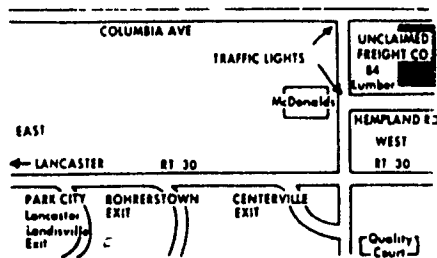 COLUMBIA AVE
UNCLAIMED
FREIGHT CO
84
Lumber
TRAFFIC LIGHTS
McDonalds
HEMPLAND RD
EAST
WEST
← LANCASTER
RT 30
RT 30
PARK CITY
Lancaster
Landisville
Exit
ROHRERSTOWN
EXIT
CENTERVILLE
EXIT
Quality
Court